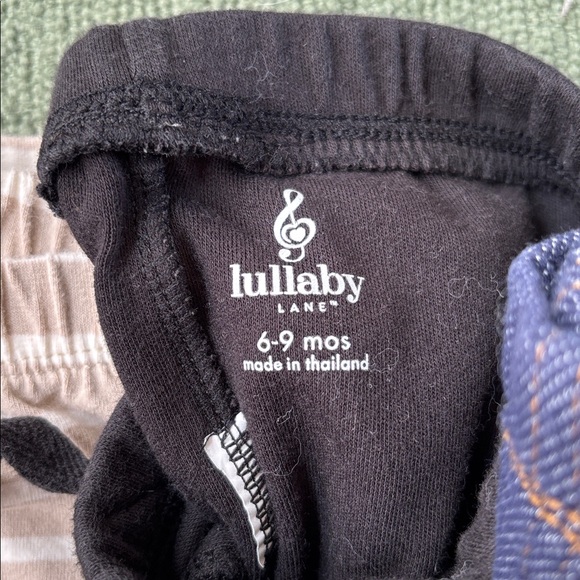 lullaby
LANE™
6-9 mos
made in thailand